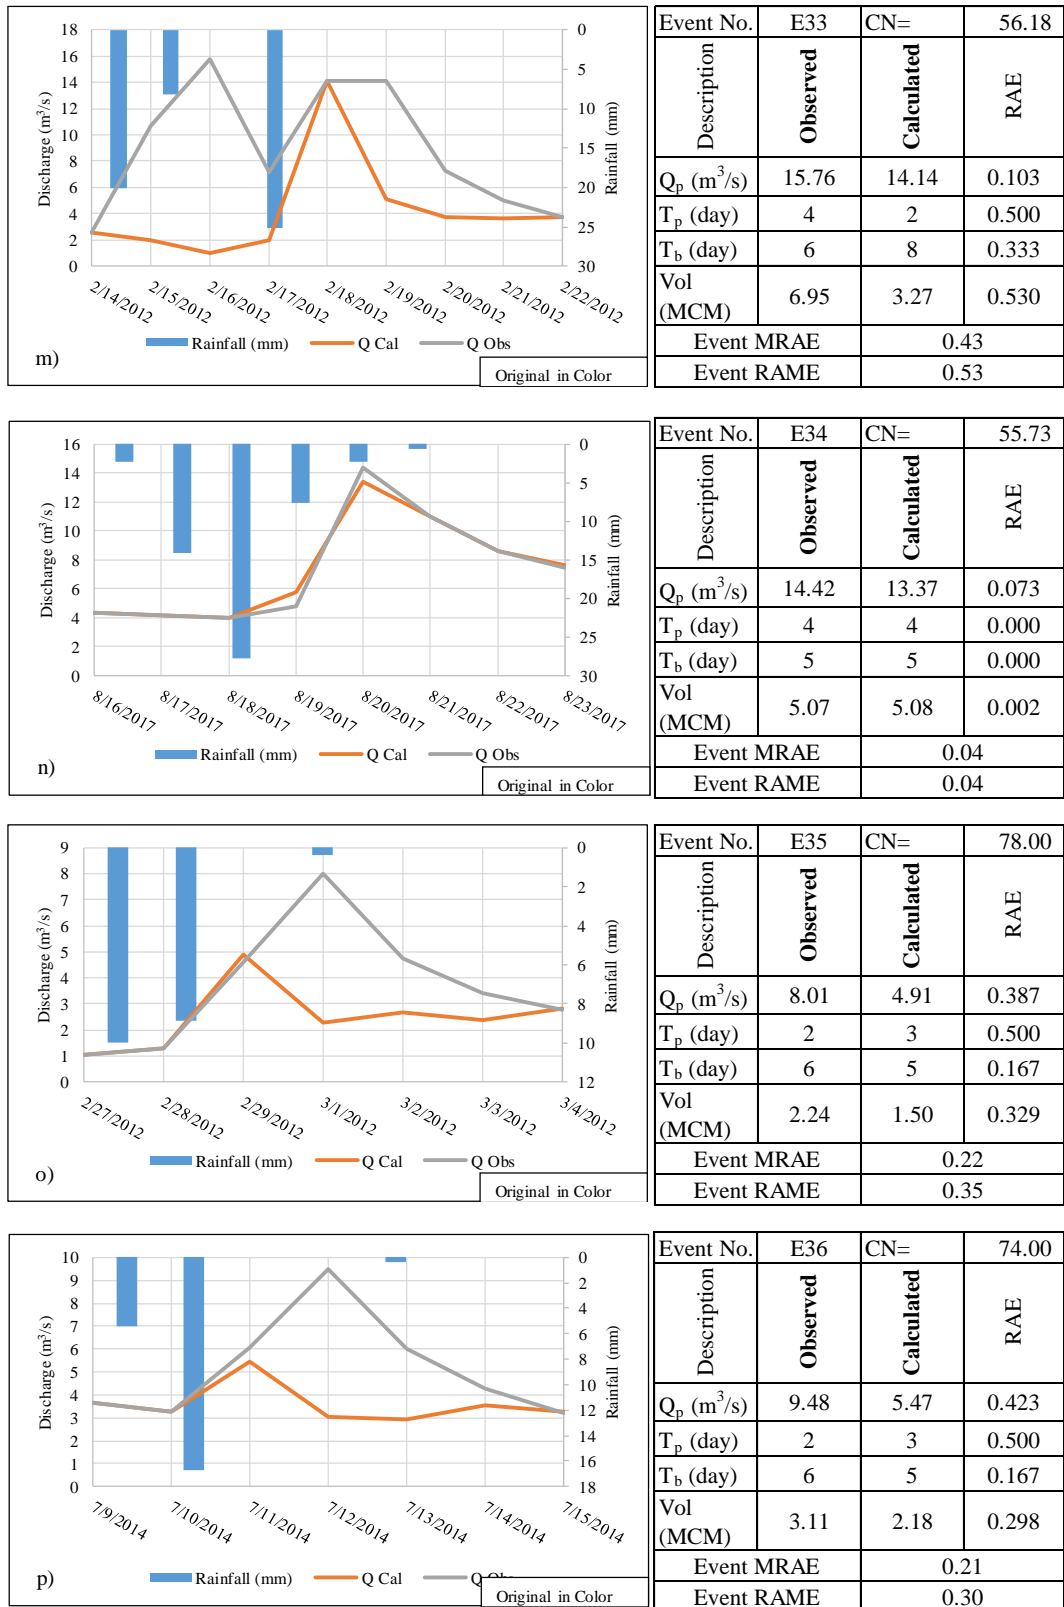 18
16
14
12
10
8
6
4
2
0
Discharge (m³/s)
0
5
10
15
20
25
30
Rainfall (mm)
2/14/2012
2/15/2012
2/16/2012
2/17/2012
2/18/2012
2/19/2012
2/20/2012
2/21/2012
2/22/2012
Rainfall (mm) Q Cal Q Obs
m)
Original in Color
Event No. E33 CN= 56.18
Description Observed Calculated RAE
Qp (m³/s) 15.76 14.14 0.103
Tp (day) 4 2 0.500
Tb (day) 6 8 0.333
Vol
(MCM) 6.95 3.27 0.530
Event MRAE 0.43
Event RAME 0.53
16
14
12
10
8
6
4
2
0
Discharge (m³/s)
0
5
10
15
20
25
30
Rainfall (mm)
8/16/2017
8/17/2017
8/18/2017
8/19/2017
8/20/2017
8/21/2017
8/22/2017
8/23/2017
Rainfall (mm) Q Cal Q Obs
n)
Original in Color
Event No. E34 CN= 55.73
Description Observed Calculated RAE
Qp (m³/s) 14.42 13.37 0.073
Tp (day) 4 4 0.000
Tb (day) 5 5 0.000
Vol
(MCM) 5.07 5.08 0.002
Event MRAE 0.04
Event RAME 0.04
9
8
7
6
5
4
3
2
1
0
Discharge (m³/s)
0
2
4
6
8
10
12
Rainfall (mm)
2/27/2012
2/28/2012
2/29/2012
3/1/2012
3/2/2012
3/3/2012
3/4/2012
Rainfall (mm) Q Cal Q Obs
o)
Original in Color
Event No. E35 CN= 78.00
Description Observed Calculated RAE
Qp (m³/s) 8.01 4.91 0.387
Tp (day) 2 3 0.500
Tb (day) 6 5 0.167
Vol
(MCM) 2.24 1.50 0.329
Event MRAE 0.22
Event RAME 0.35
10
9
8
7
6
5
4
3
2
1
0
Discharge (m³/s)
0
2
4
6
8
10
12
14
16
18
Rainfall (mm)
7/9/2014
7/10/2014
7/11/2014
7/12/2014
7/13/2014
7/14/2014
7/15/2014
Rainfall (mm) Q Cal Q
p)
Original in Color
Event No. E36 CN= 74.00
Description Observed Calculated RAE
Qp (m³/s) 9.48 5.47 0.423
Tp (day) 2 3 0.500
Tb (day) 6 5 0.167
Vol
(MCM) 3.11 2.18 0.298
Event MRAE 0.21
Event RAME 0.30